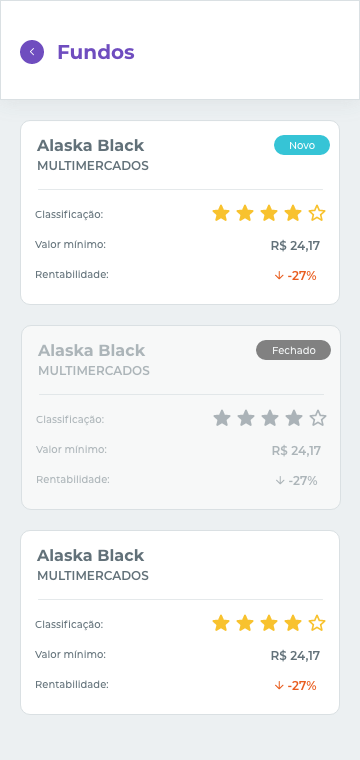 Fundos
Alaska Black
Novo
MULTIMERCADOS
Classificação:
Valor mínimo:
R$ 24,17
Rentabilidade:
-27%
Alaska Black
Fechado
MULTIMERCADOS
Classificação:
Valor mínimo:
R$ 24,17
Rentabilidade:
-27%
Alaska Black
MULTIMERCADOS
Classificação:
Valor mínimo:
R$ 24,17
Rentabilidade:
-27%